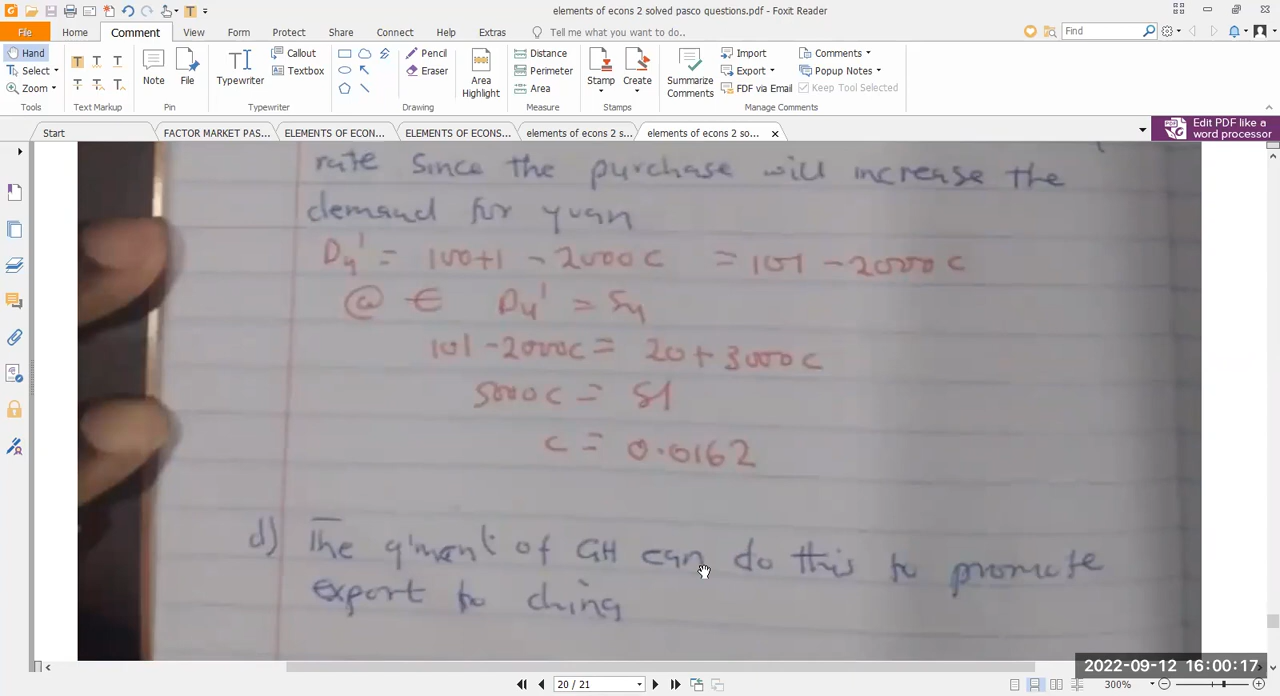 elements of econs 2 solved pasco questions.pdf - Foxit Reader
File Home Comment View Form Protect Share Connect Help Extras Tell me what you want to do.. Find
Hand
Select
Zoom
Tools
Text Markup
Note
File
Pin
Typewriter
Callout
Textbox
Typewriter
Pencil
Eraser
Area Highlight
Drawing
Distance
Perimeter
Area
Measure
Stamp
Create
Stamps
Summarize Comments
Import
Export
FDF via Email
Comments
Popup Notes
Keep Tool Selected
Manage Comments
Start FACTOR MARKET PAS... ELEMENTS OF ECON... ELEMENTS OF ECONS... elements of econs 2 s... elements of econs 2 so...
Edit PDF like a
word processor
rate since the purchase will increase the
demand for yuan
Dy' = 100+1 - 2000c = 101 - 2000c
@ € Dy' = Sy
101 - 2000c = 20 + 3000c
5000c = 81
c = 0.0162
d) The g'ment of GH can do this to promote
export to china
2022-09-12 16:00:17
20 / 21
300%